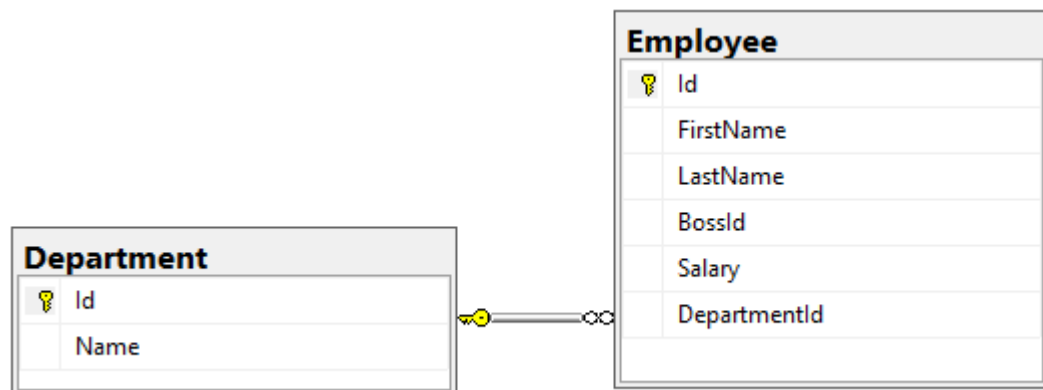 Employee
Id
FirstName
LastName
BossId
Salary
DepartmentId
Department
Id
Name